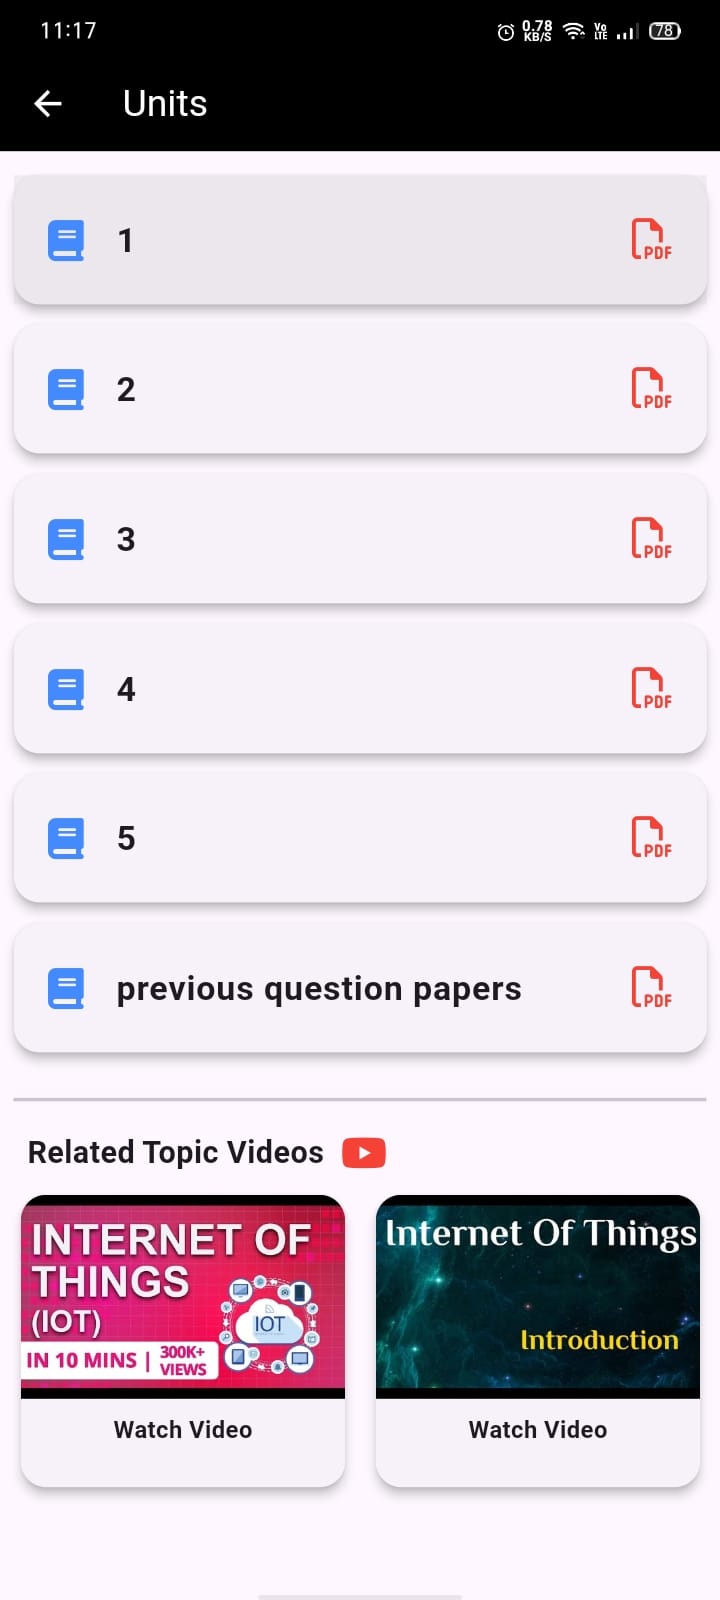 11:17
0.78
KB/S
Vo
LTE
78
Units
1
PDF
2
PDF
3
PDF
4
PDF
5
PDF
previous question papers
PDF
Related Topic Videos
INTERNET OF
THINGS
(IOT)
IOT
IN 10 MINS | 300K+
VIEWS
Internet Of Things
Introduction
Watch Video
Watch Video